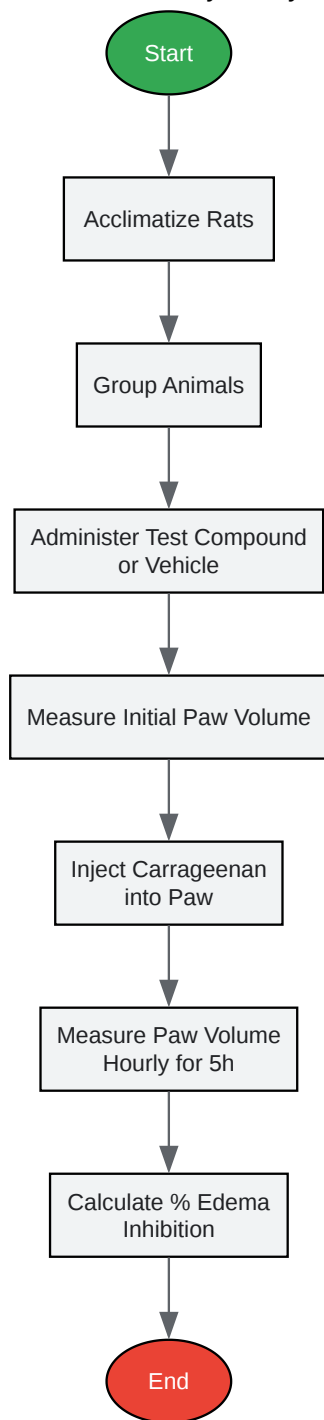 Start
Acclimatize Rats
Group Animals
Administer Test Compound
or Vehicle
Measure Initial Paw Volume
Inject Carrageenan
into Paw
Measure Paw Volume
Hourly for 5h
Calculate % Edema
Inhibition
End